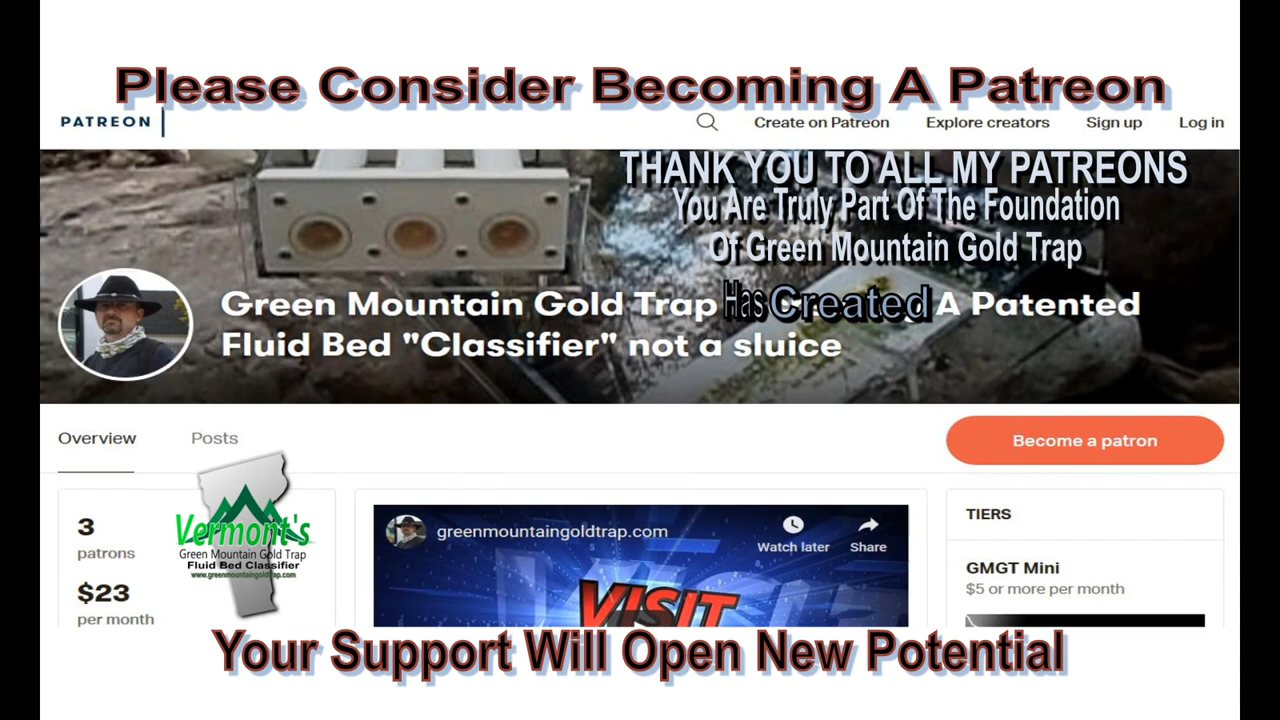 Please Consider Becoming A Patreon
PATREON
Create on Patreon
Explore creators
Sign up
Log in
THANK YOU TO ALL MY PATREONS
You Are Truly Part Of The Foundation
Of Green Mountain Gold Trap
Green Mountain Gold Trap Has Created A Patented
Fluid Bed "Classifier" not a sluice
Overview
Posts
Become a patron
3
patrons
$23
per month
Vermont's
Green Mountain Gold Trap
Fluid Bed Classifier
www.greenmountaingoldtrap.com
greenmountaingoldtrap.com
Watch later
Share
VISIT
TIERS
GMGT Mini
$5 or more per month
Your Support Will Open New Potential